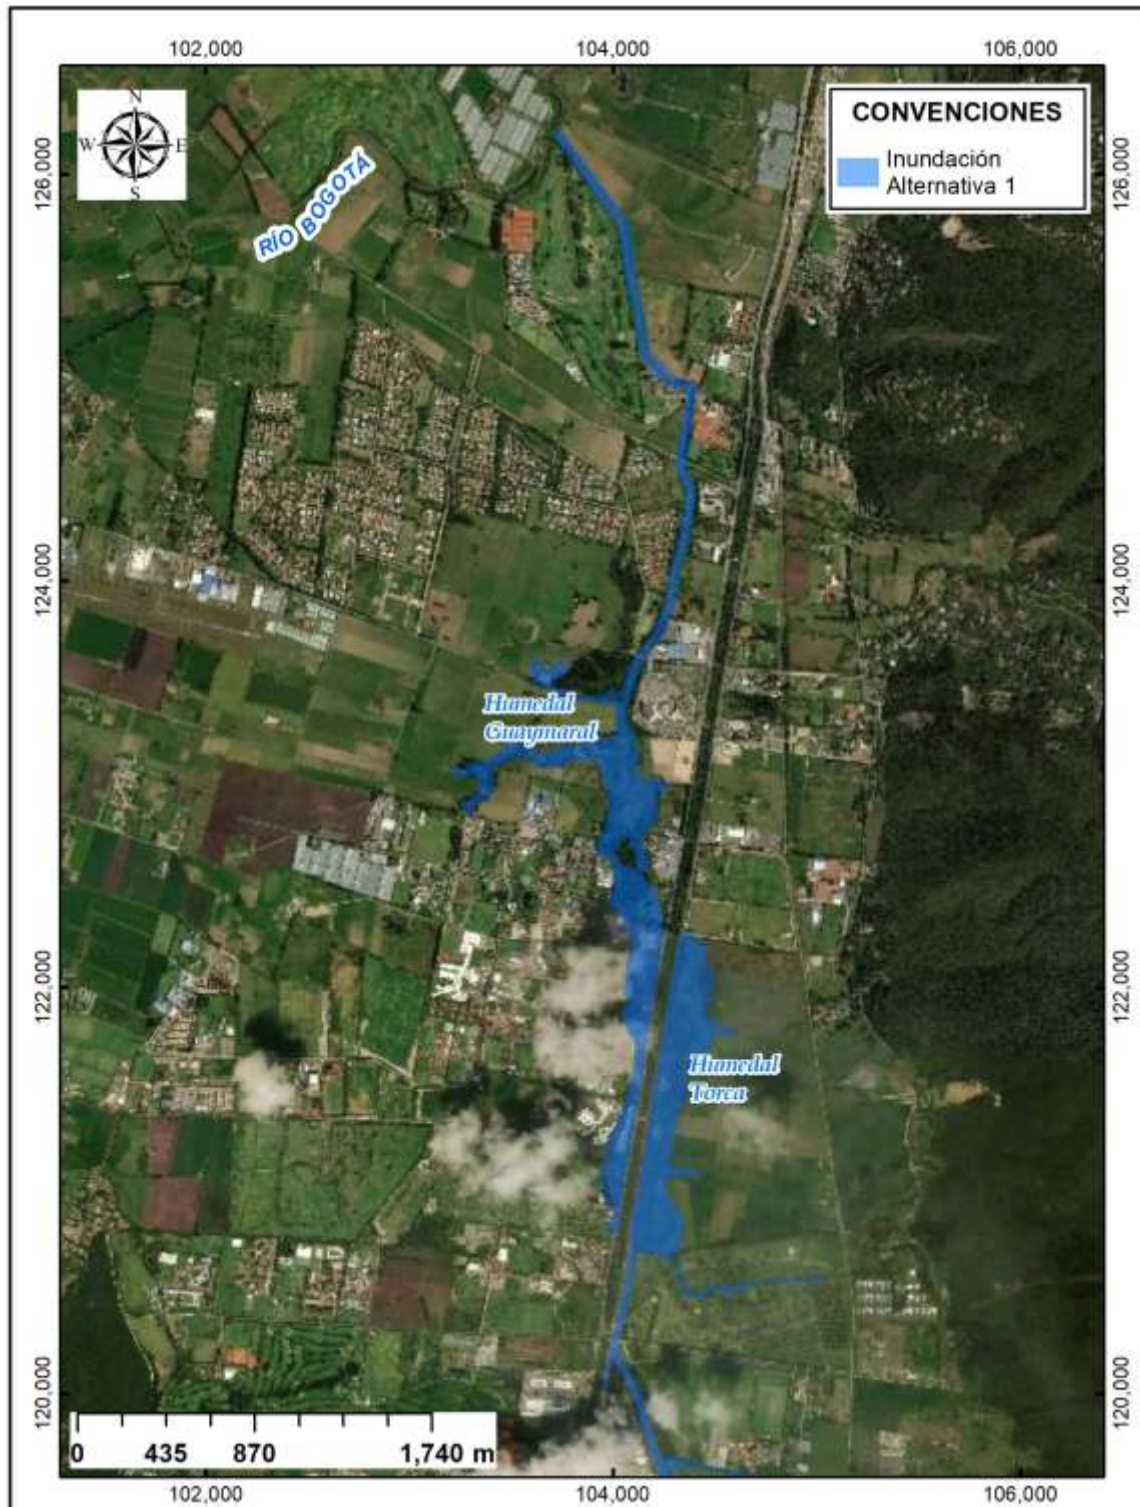 102,000 104,000 106,000
N
W E
S
CONVENCIONES
Inundación
Alternativa 1
126,000 126,000
RÍO BOGOTÁ
124,000 124,000
Humedal
Guaymaral
122,000 122,000
Humedal
Torca
120,000 120,000
0 435 870 1,740 m
102,000 104,000 106,000